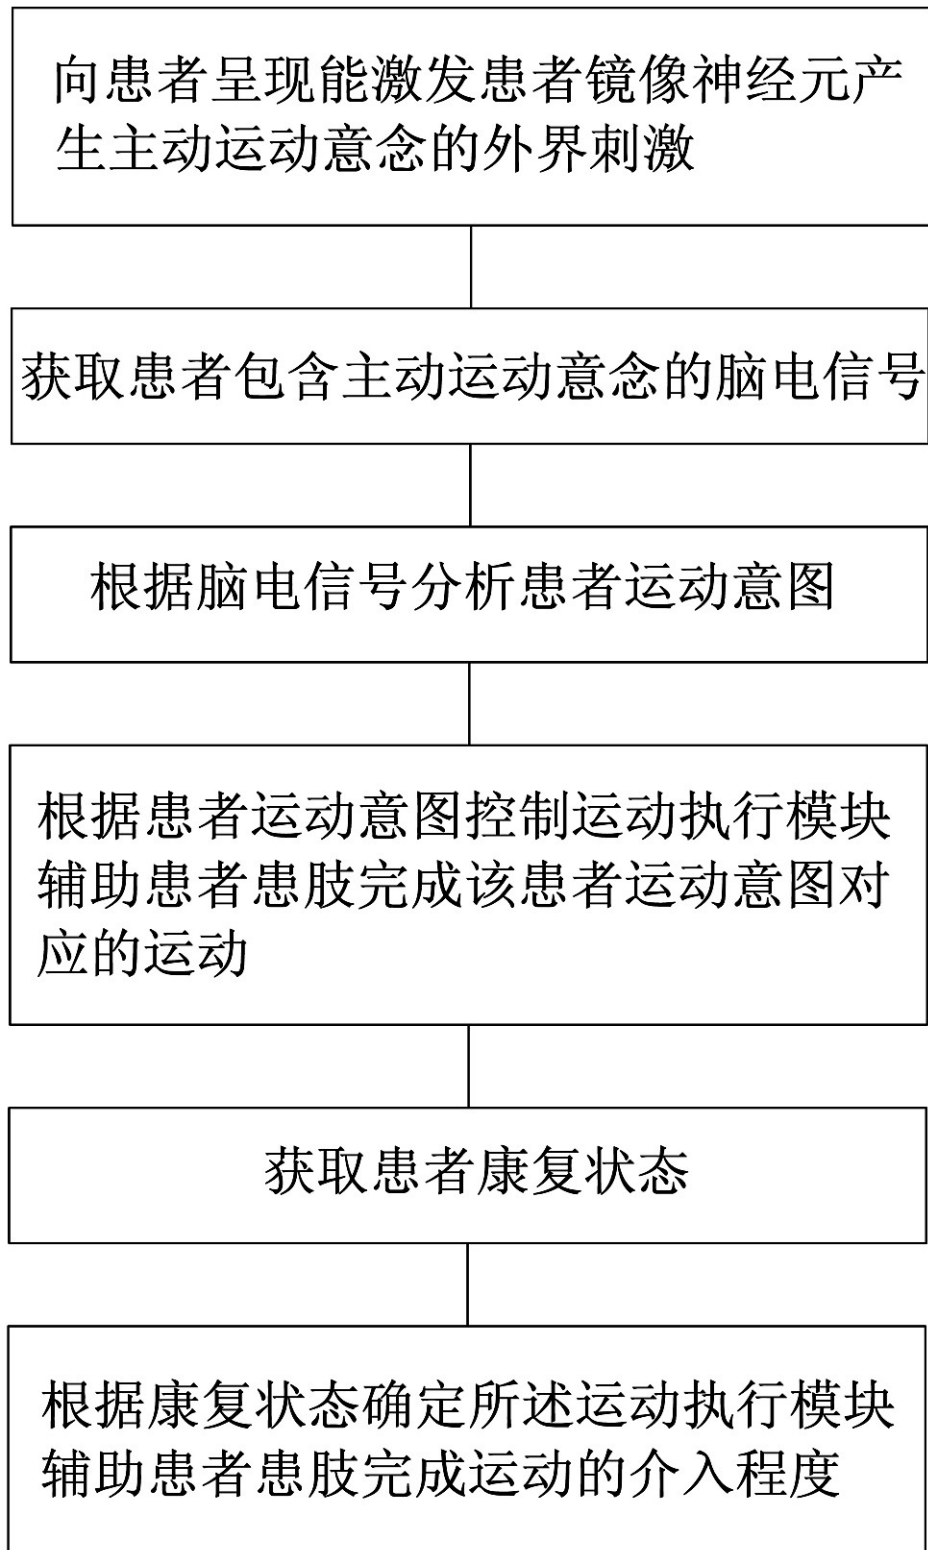 向患者呈现能激发患者镜像神经元产
生主动运动意念的外界刺激
获取患者包含主动运动意念的脑电信号
根据脑电信号分析患者运动意图
根据患者运动意图控制运动执行模块
辅助患者患肢完成该患者运动意图对
应的运动
获取患者康复状态
根据康复状态确定所述运动执行模块
辅助患者患肢完成运动的介入程度